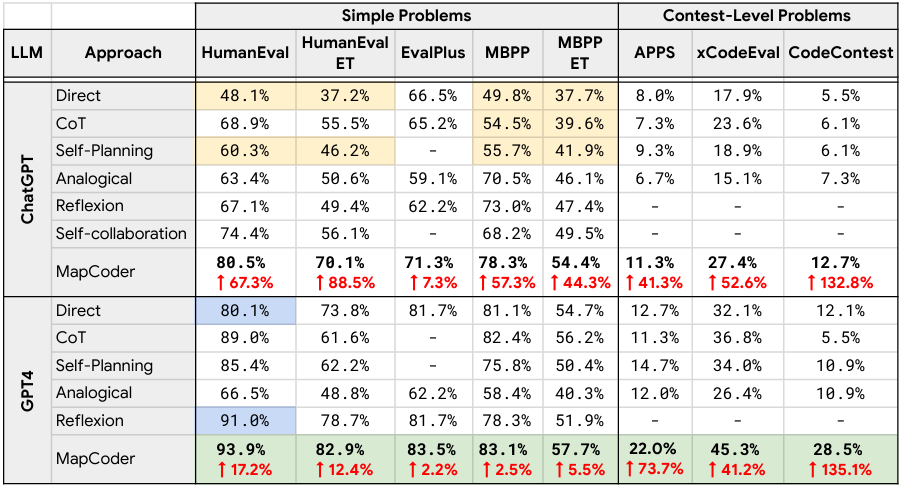 Simple Problems Contest-Level Problems
LLM Approach HumanEval HumanEval ET EvalPlus MBPP MBPP ET APPS xCodeEval CodeContest
ChatGPT
Direct 48.1% 37.2% 66.5% 49.8% 37.7% 8.0% 17.9% 5.5%
CoT 68.9% 55.5% 65.2% 54.5% 39.6% 7.3% 23.6% 6.1%
Self-Planning 60.3% 46.2% - 55.7% 41.9% 9.3% 18.9% 6.1%
Analogical 63.4% 50.6% 59.1% 70.5% 46.1% 6.7% 15.1% 7.3%
Reflexion 67.1% 49.4% 62.2% 73.0% 47.4% - - -
Self-collaboration 74.4% 56.1% - 68.2% 49.5% - - -
MapCoder 80.5% 70.1% 71.3% 78.3% 54.4% 11.3% 27.4% 12.7%
↑ 67.3% ↑ 88.5% ↑ 7.3% ↑ 57.3% ↑ 44.3% ↑ 41.3% ↑ 52.6% ↑ 132.8%
GPT4
Direct 80.1% 73.8% 81.7% 81.1% 54.7% 12.7% 32.1% 12.1%
CoT 89.0% 61.6% - 82.4% 56.2% 11.3% 36.8% 5.5%
Self-Planning 85.4% 62.2% - 75.8% 50.4% 14.7% 34.0% 10.9%
Analogical 66.5% 48.8% 62.2% 58.4% 40.3% 12.0% 26.4% 10.9%
Reflexion 91.0% 78.7% 81.7% 78.3% 51.9% - - -
MapCoder 93.9% 82.9% 83.5% 83.1% 57.7% 22.0% 45.3% 28.5%
↑ 17.2% ↑ 12.4% ↑ 2.2% ↑ 2.5% ↑ 5.5% ↑ 73.7% ↑ 41.2% ↑ 135.1%